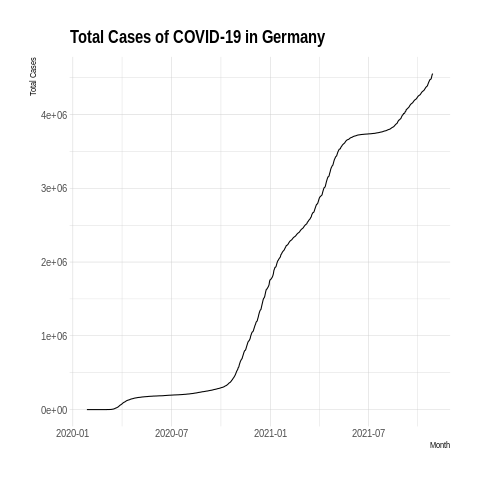 Total Cases of COVID-19 in Germany
Total Cases
4e+06
3e+06
2e+06
1e+06
0e+00
2020-01 2020-07 2021-01 2021-07
Month